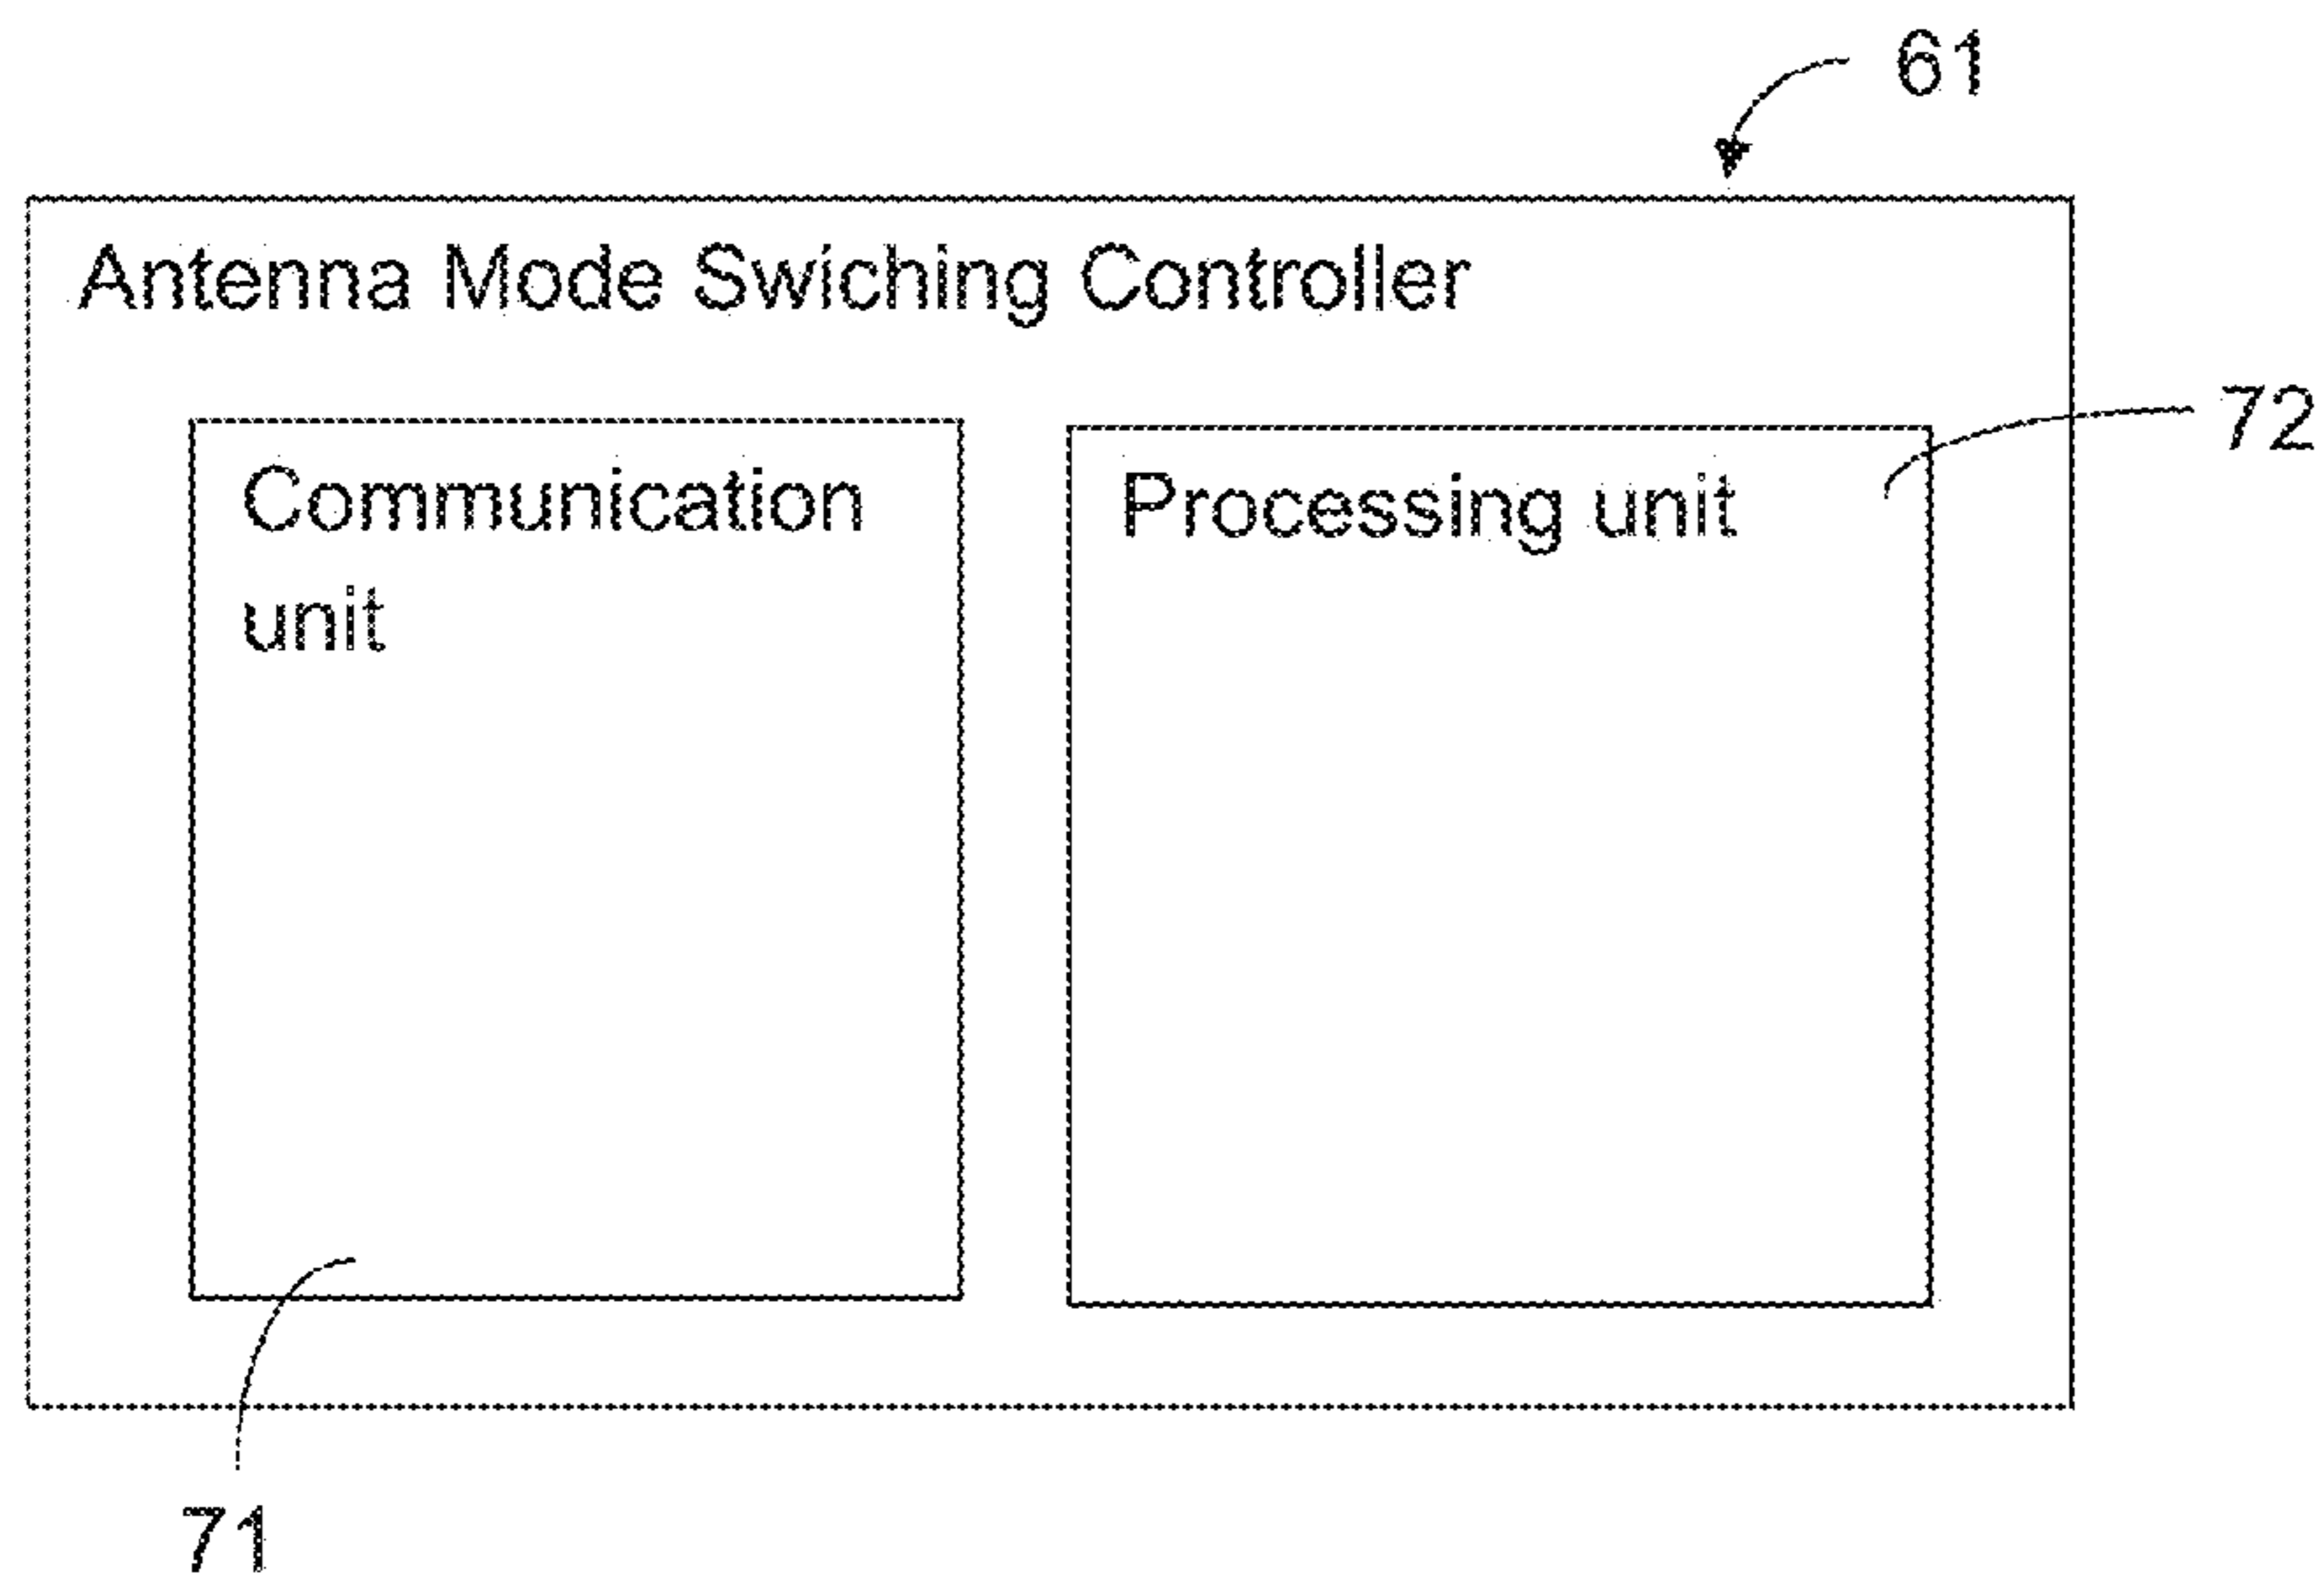 61
Antenna Mode Swiching Controller
72
Communication
unit
Processing unit
71